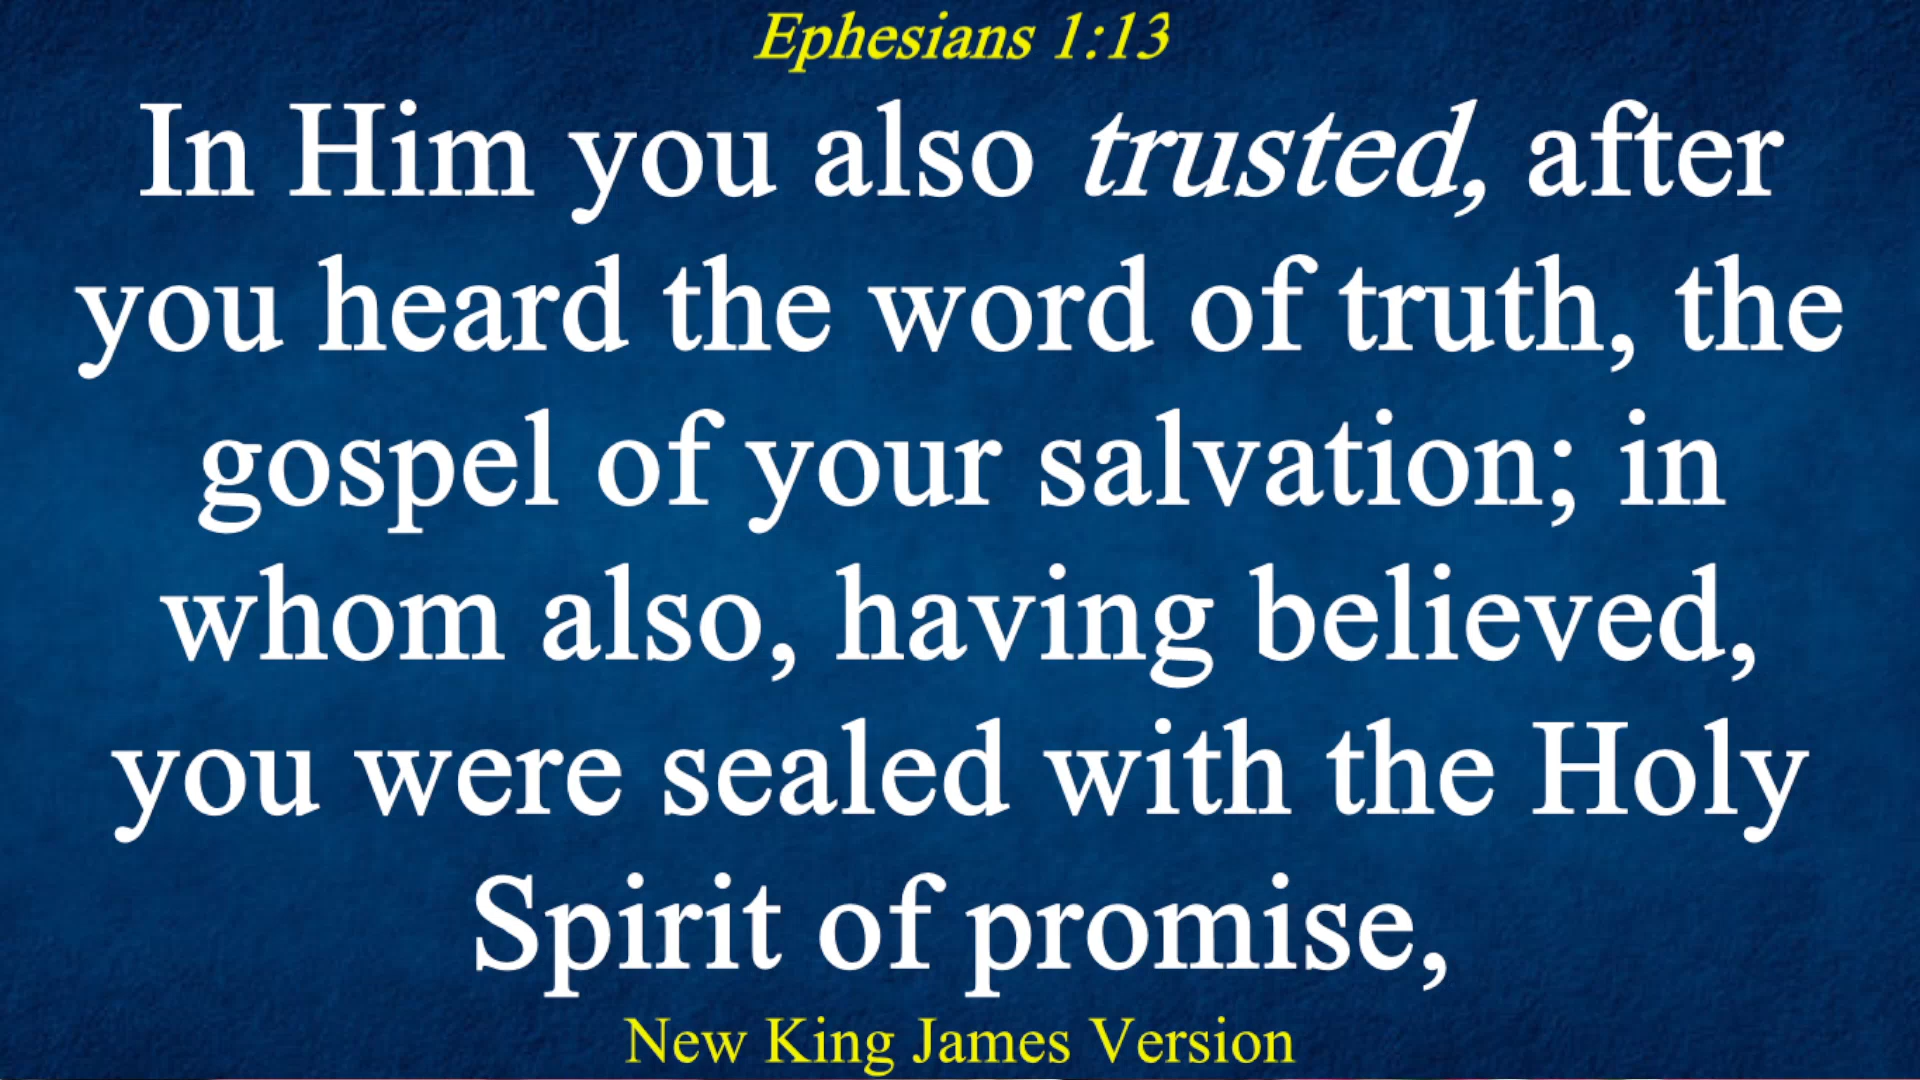 Ephesians 1:13
In Him you also trusted, after
you heard the word of truth, the
gospel of your salvation; in
whom also, having believed,
you were sealed with the Holy
Spirit of promise,
New King James Version